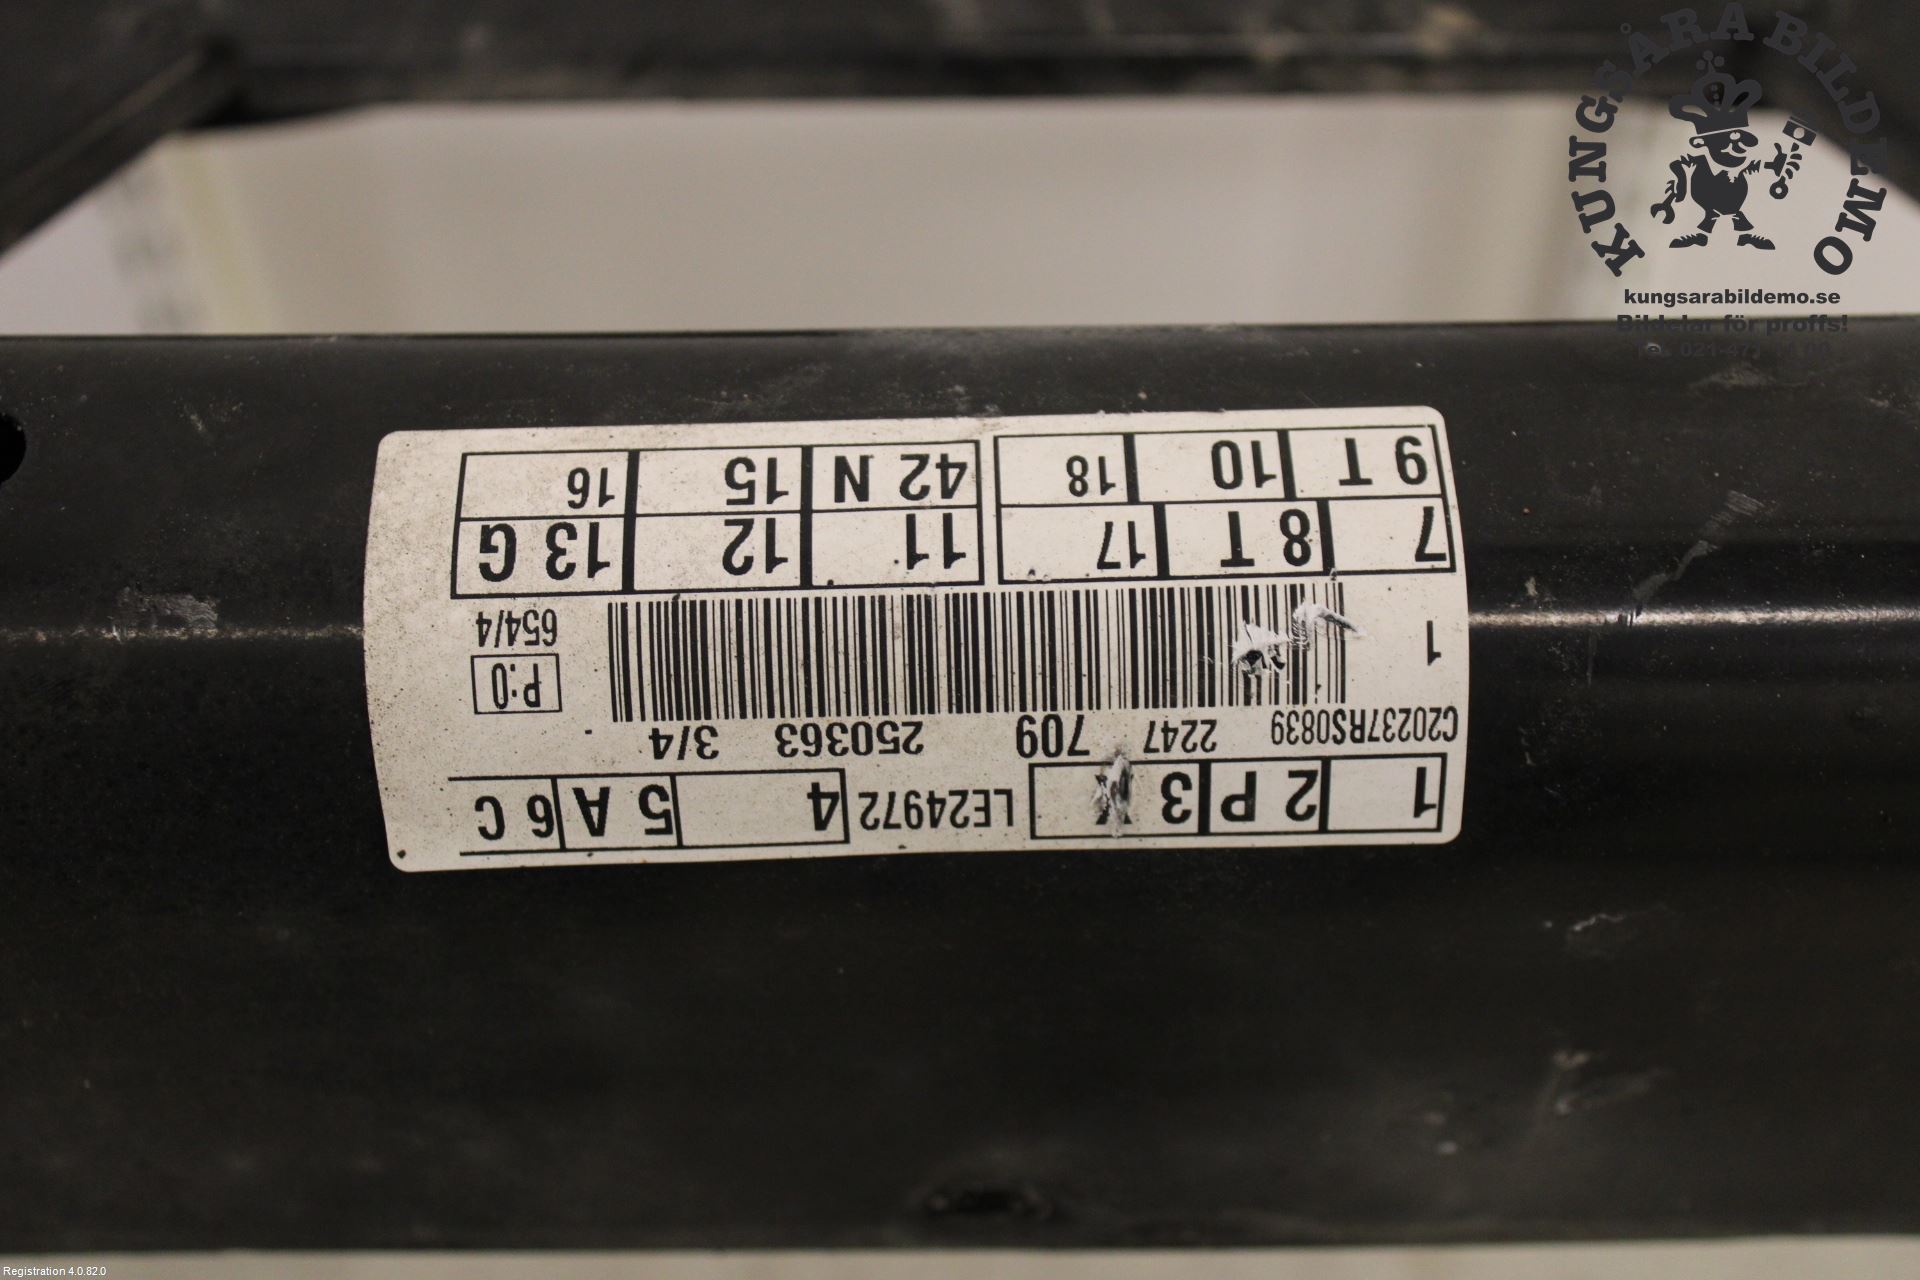 KUNGSÅRA BILDEMO
kungsarabildemo.se
Bildelar för proffs!
1 2 P 3 LE24972 4 5 A 6 C
C20237RS0839 2247 709 250363 3/4
1 P:0
654/4
7 8 T 17 11 12 13 G
9 T 10 18 42 N 15 16
Registration 4.0.82.0